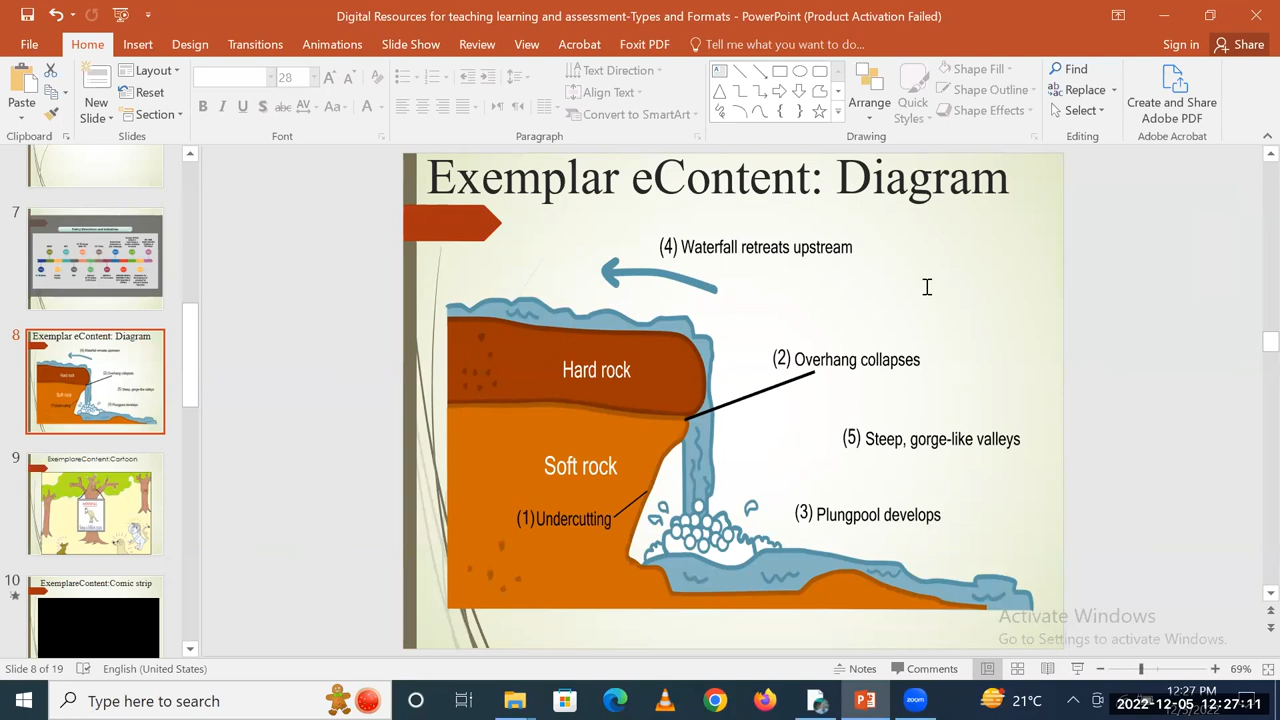 Digital Resources for teaching learning and assessment-Types and Formats - PowerPoint (Product Activation Failed)
File Home Insert Design Transitions Animations Slide Show Review View Acrobat Foxit PDF Tell me what you want to do... Sign in Share
Paste
New Slide
Layout
Reset
Section
28
B I U S abc AV Aa A
Text Direction
Align Text
Convert to SmartArt
Arrange
Quick Styles
Shape Fill
Shape Outline
Shape Effects
Find
Replace
Select
Create and Share Adobe PDF
Clipboard Slides Font Paragraph Drawing Editing Adobe Acrobat
7
8
Exemplar eContent: Diagram
9
ExemplareContent:Cartoon
10
ExemplareContent:Comic strip
Exemplar eContent: Diagram
(4) Waterfall retreats upstream
Hard rock
(2) Overhang collapses
(5) Steep, gorge-like valleys
Soft rock
(1) Undercutting
(3) Plungpool develops
Activate Windows
Go to Settings to activate Windows.
Slide 8 of 19 English (United States) Notes Comments 69%
Type here to search
zoom
21°C
12:27 PM
2022-12-05 12:27:11